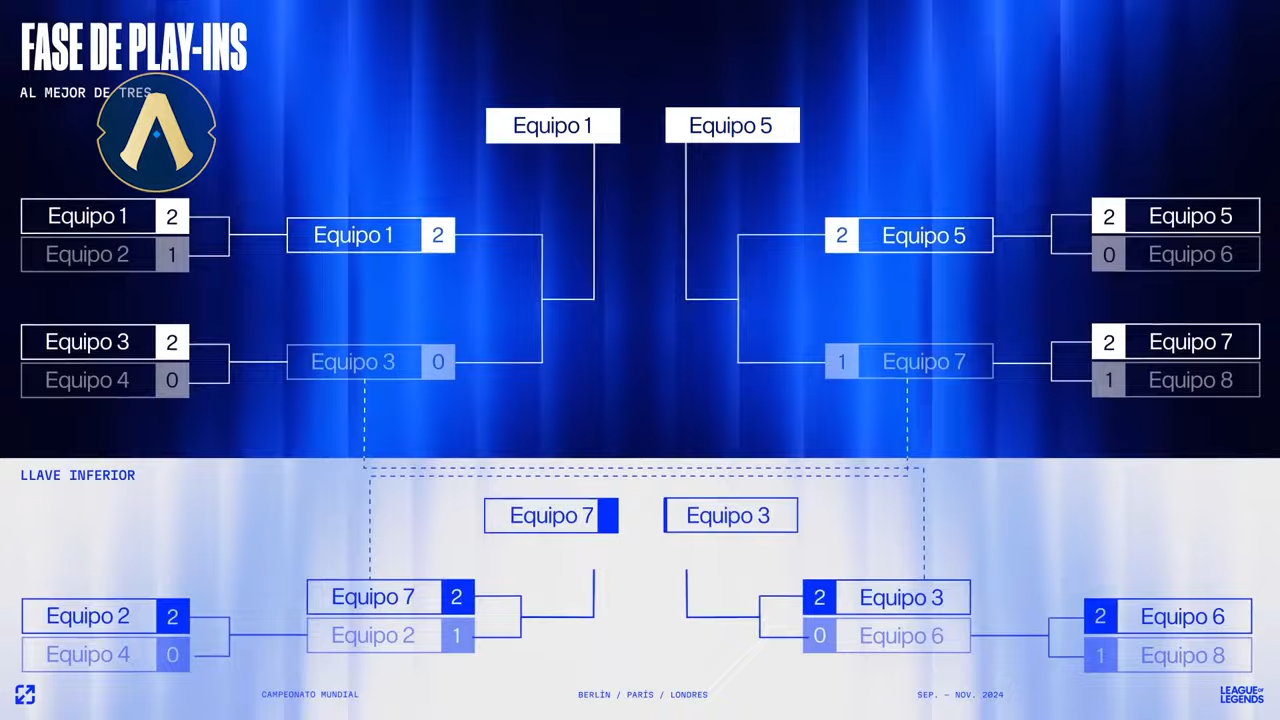 FASE DE PLAY-INS
AL MEJOR DE TRES
Equipo 1
Equipo 5
Equipo 1 2
Equipo 2 1
Equipo 1 2
2 Equipo 5
2 Equipo 5
0 Equipo 6
Equipo 3 2
Equipo 4 0
Equipo 3 0
1 Equipo 7
2 Equipo 7
1 Equipo 8
LLAVE INFERIOR
Equipo 7
Equipo 3
Equipo 2 2
Equipo 4 0
Equipo 7 2
Equipo 2 1
2 Equipo 3
0 Equipo 6
2 Equipo 6
1 Equipo 8
CAMPEONATO MUNDIAL
BERLÍN / PARÍS / LONDRES
SEP. – NOV. 2024
LEAGUE OF
LEGENDS